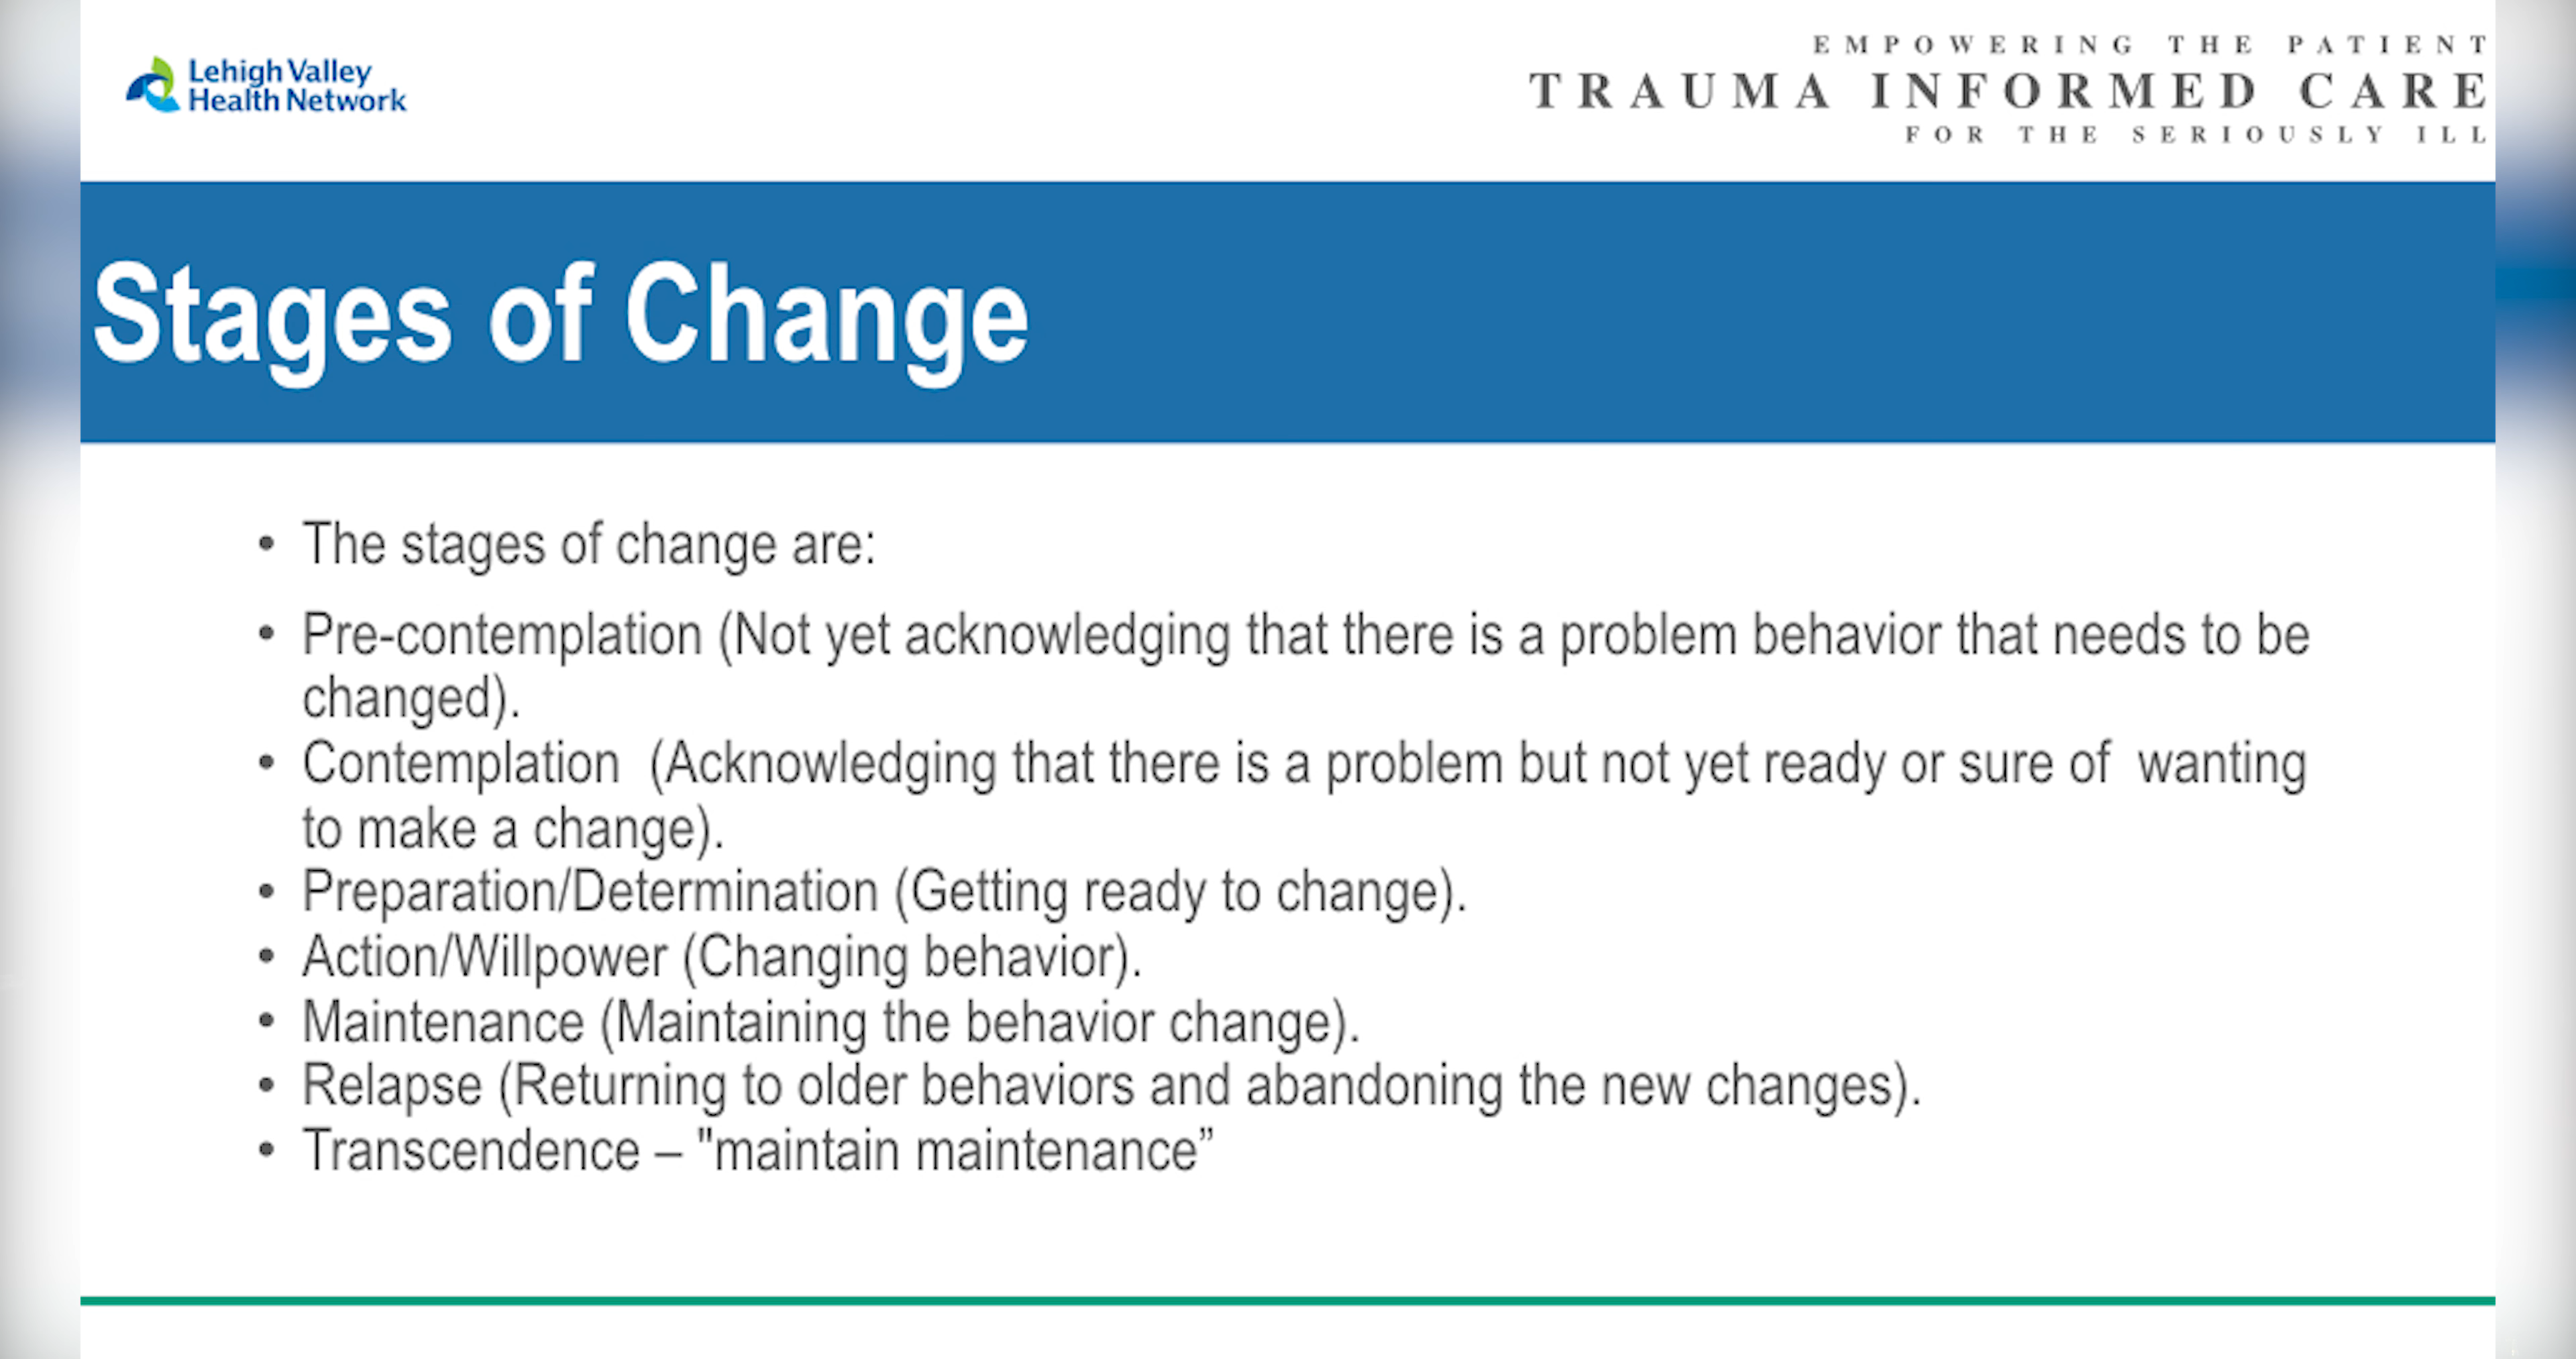 Lehigh Valley
Health Network
EMPOWERING THE PATIENT
TRAUMA INFORMED CARE
FOR THE SERIOUSLY ILL
Stages of Change
• The stages of change are:
• Pre-contemplation (Not yet acknowledging that there is a problem behavior that needs to be
changed).
• Contemplation  (Acknowledging that there is a problem but not yet ready or sure of  wanting
to make a change).
• Preparation/Determination (Getting ready to change).
• Action/Willpower (Changing behavior).
• Maintenance (Maintaining the behavior change).
• Relapse (Returning to older behaviors and abandoning the new changes).
• Transcendence – "maintain maintenance”